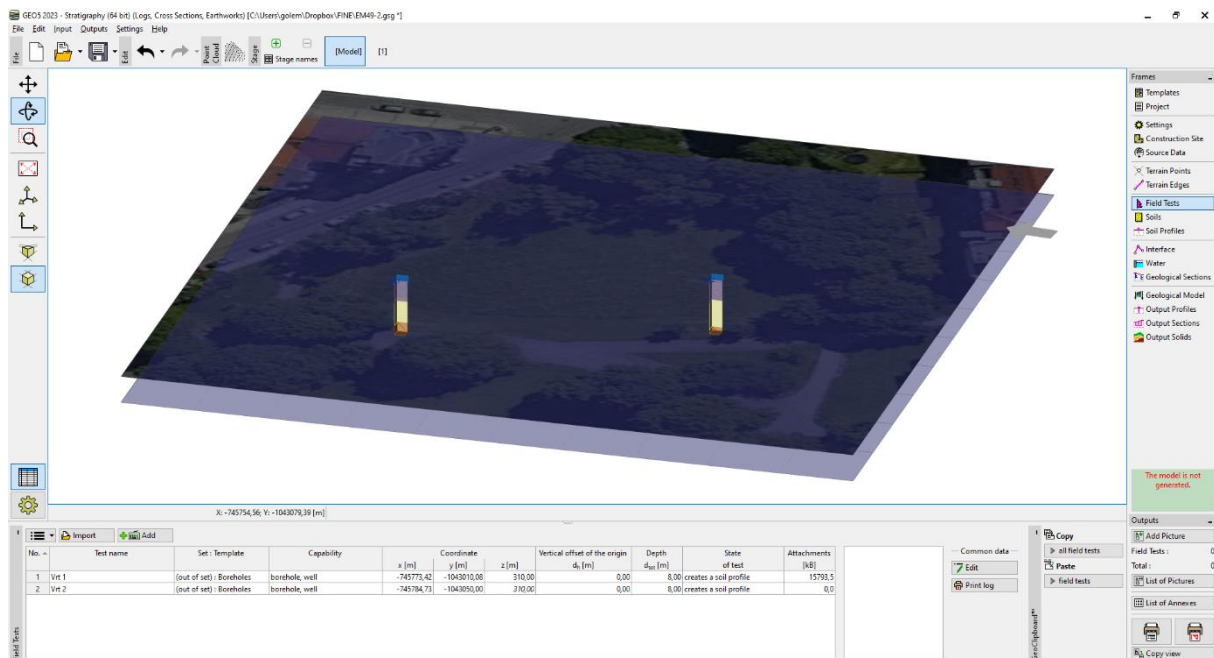 GEO5 2023 - Stratigraphy (64 bit) (Logs, Cross Sections, Earthworks) [C:\Users\golem\Dropbox\FINE\EM49-2.gsg *]
File Edit Input Outputs Settings Help
File
Edit
Point Cloud
Stage
Stage names
[Model]
[1]
Frames
Templates
Project
Settings
Construction Site
Source Data
Terrain Points
Terrain Edges
Field Tests
Soils
Soil Profiles
Interface
Water
Geological Sections
Geological Model
Output Profiles
Output Sections
Output Solids
The model is not
generated.
X: -745754,56; Y: -1043079,39 [m]
Import Add
No. Test name Set : Template Capability Coordinate Vertical offset of the origin Depth State Attachments
x [m] y [m] z [m] of test [kB]
1 Vrt 1 (out of set) : Boreholes borehole, well -745773,42 -1043010,08 310,00 0,00 8,00 creates a soil profile 15793,5
2 Vrt 2 (out of set) : Boreholes borehole, well -745784,73 -1043050,00 310,00 0,00 8,00 creates a soil profile 0,0
Field Tests
Common data
Edit
Print log
GeoClipboard™
Copy
all field tests
Paste
field tests
Outputs
Add Picture
Field Tests : 0
Total : 0
List of Pictures
List of Annexes
Copy view